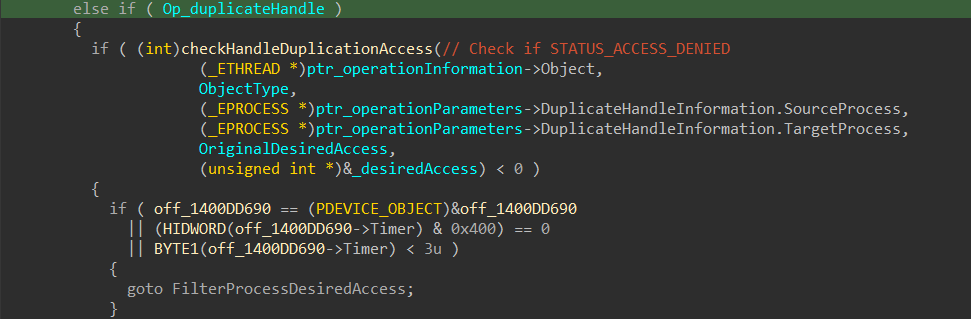 else if ( Op_duplicateHandle )
{
if ( (int)checkHandleDuplicationAccess(// Check if STATUS_ACCESS_DENIED
(_ETHREAD *)ptr_operationInformation->Object,
ObjectType,
(_EPROCESS *)ptr_operationParameters->DuplicateHandleInformation.SourceProcess,
(_EPROCESS *)ptr_operationParameters->DuplicateHandleInformation.TargetProcess,
OriginalDesiredAccess,
(unsigned int *)&_desiredAccess) < 0 )
{
if ( off_1400DD690 == (PDEVICE_OBJECT)&off_1400DD690
|| (HIDWORD(off_1400DD690->Timer) & 0x400) == 0
|| BYTE1(off_1400DD690->Timer) < 3u )
{
goto FilterProcessDesiredAccess;
}